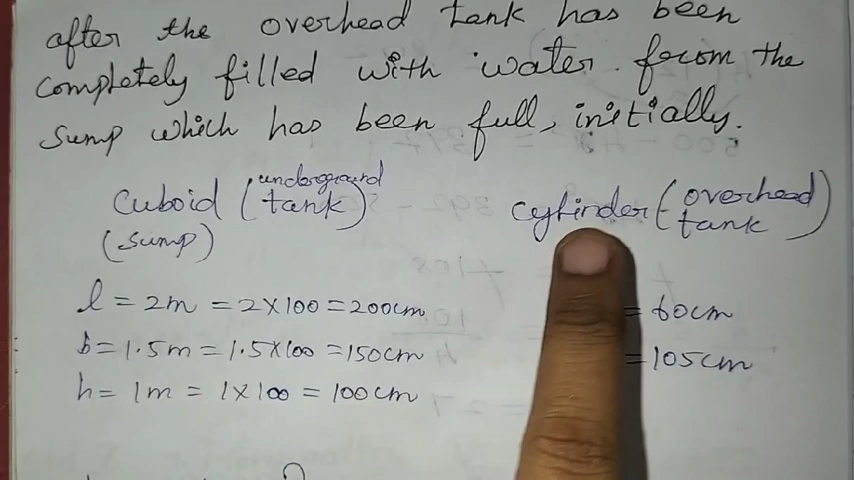 after the overhead tank has been
completely filled with water from the
sump which has been full, initially.
cuboid (underground tank)
(sump)
cylinder (overhead tank)
l = 2m = 2×100 = 200cm
b = 1.5m = 1.5×100 = 150cm
h = 1m = 1×100 = 100cm
= 60cm
= 105cm